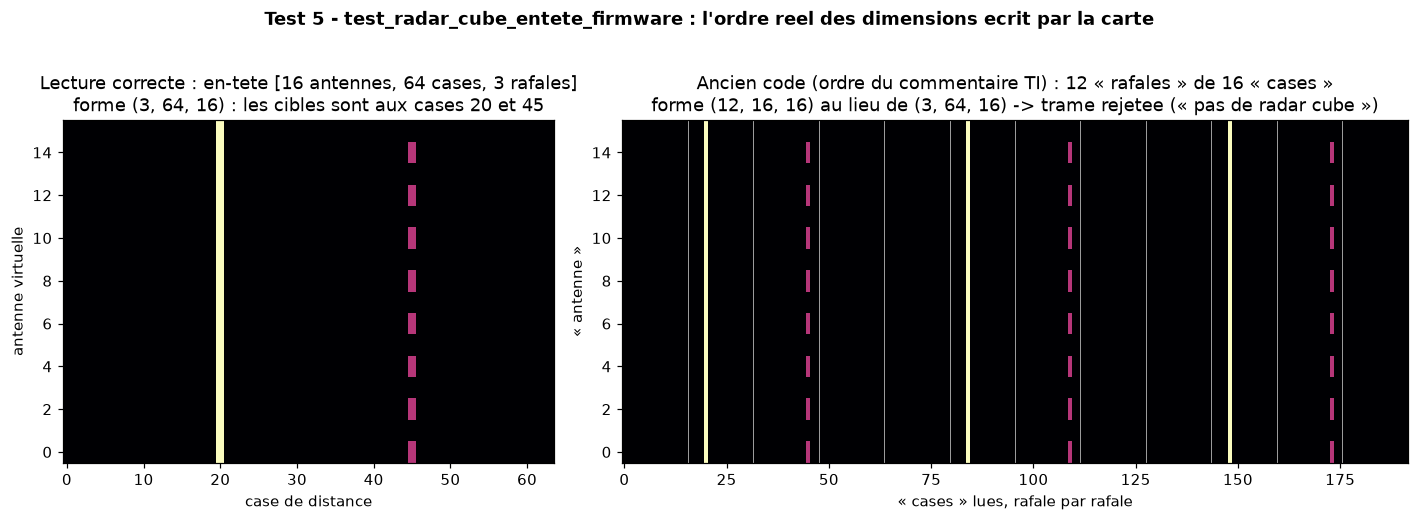 Test 5 - test_radar_cube_entete_firmware : l'ordre reel des dimensions ecrit par la carte
Lecture correcte : en-tete [16 antennes, 64 cases, 3 rafales]
forme (3, 64, 16) : les cibles sont aux cases 20 et 45
14
12
10
8
6
4
2
0
antenne virtuelle
0 10 20 30 40 50 60
case de distance
Ancien code (ordre du commentaire TI) : 12 « rafales » de 16 « cases »
forme (12, 16, 16) au lieu de (3, 64, 16) -> trame rejetee (« pas de radar cube »)
14
12
10
8
6
4
2
0
« antenne »
0 25 50 75 100 125 150 175
« cases » lues, rafale par rafale